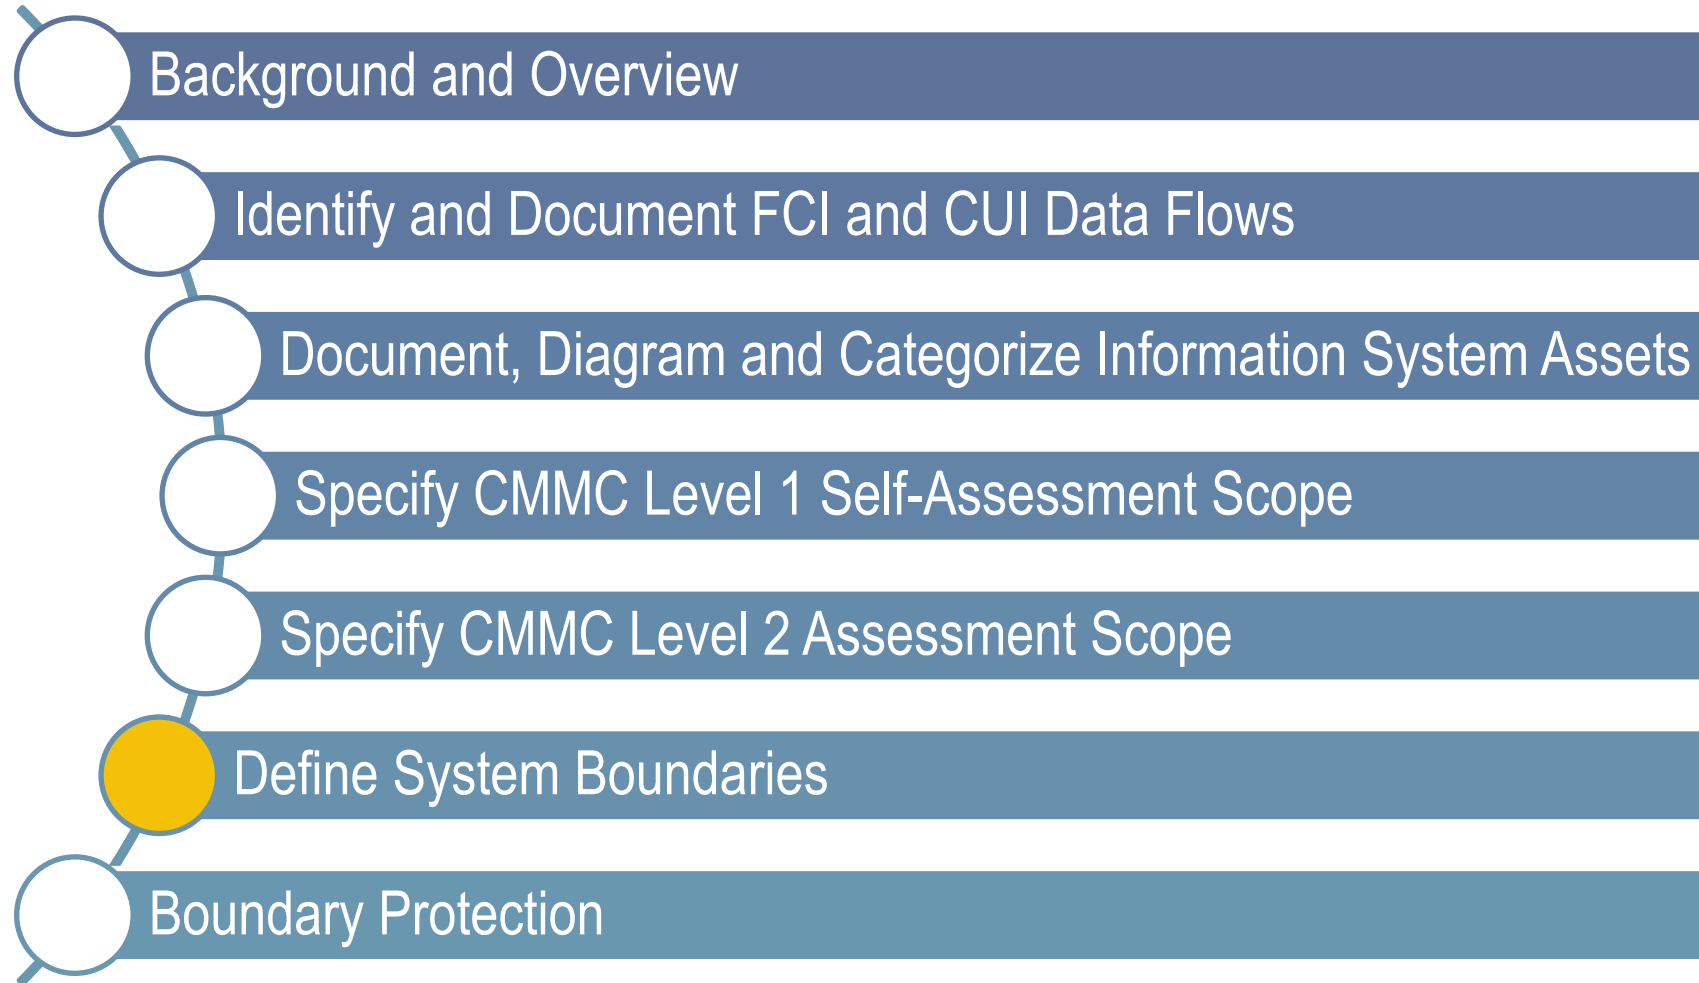 Background and Overview
Identify and Document FCI and CUI Data Flows
Document, Diagram and Categorize Information System Assets
Specify CMMC Level 1 Self-Assessment Scope
Specify CMMC Level 2 Assessment Scope
Define System Boundaries
Boundary Protection